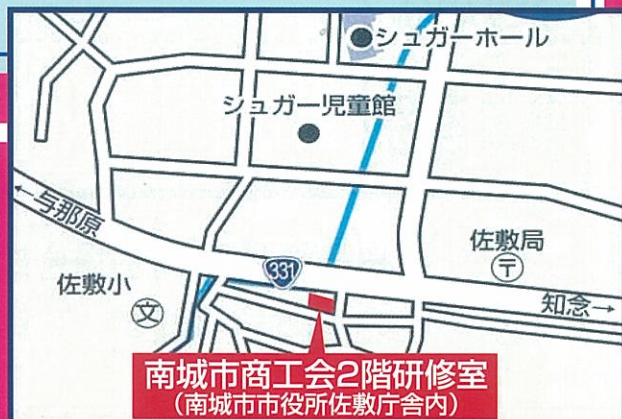 シュガーホール
シュガー児童館
←与那原
331
佐敷局
〒
佐敷小
文
知念→
南城市商工会2階研修室
(南城市市役所佐敷庁舎内)